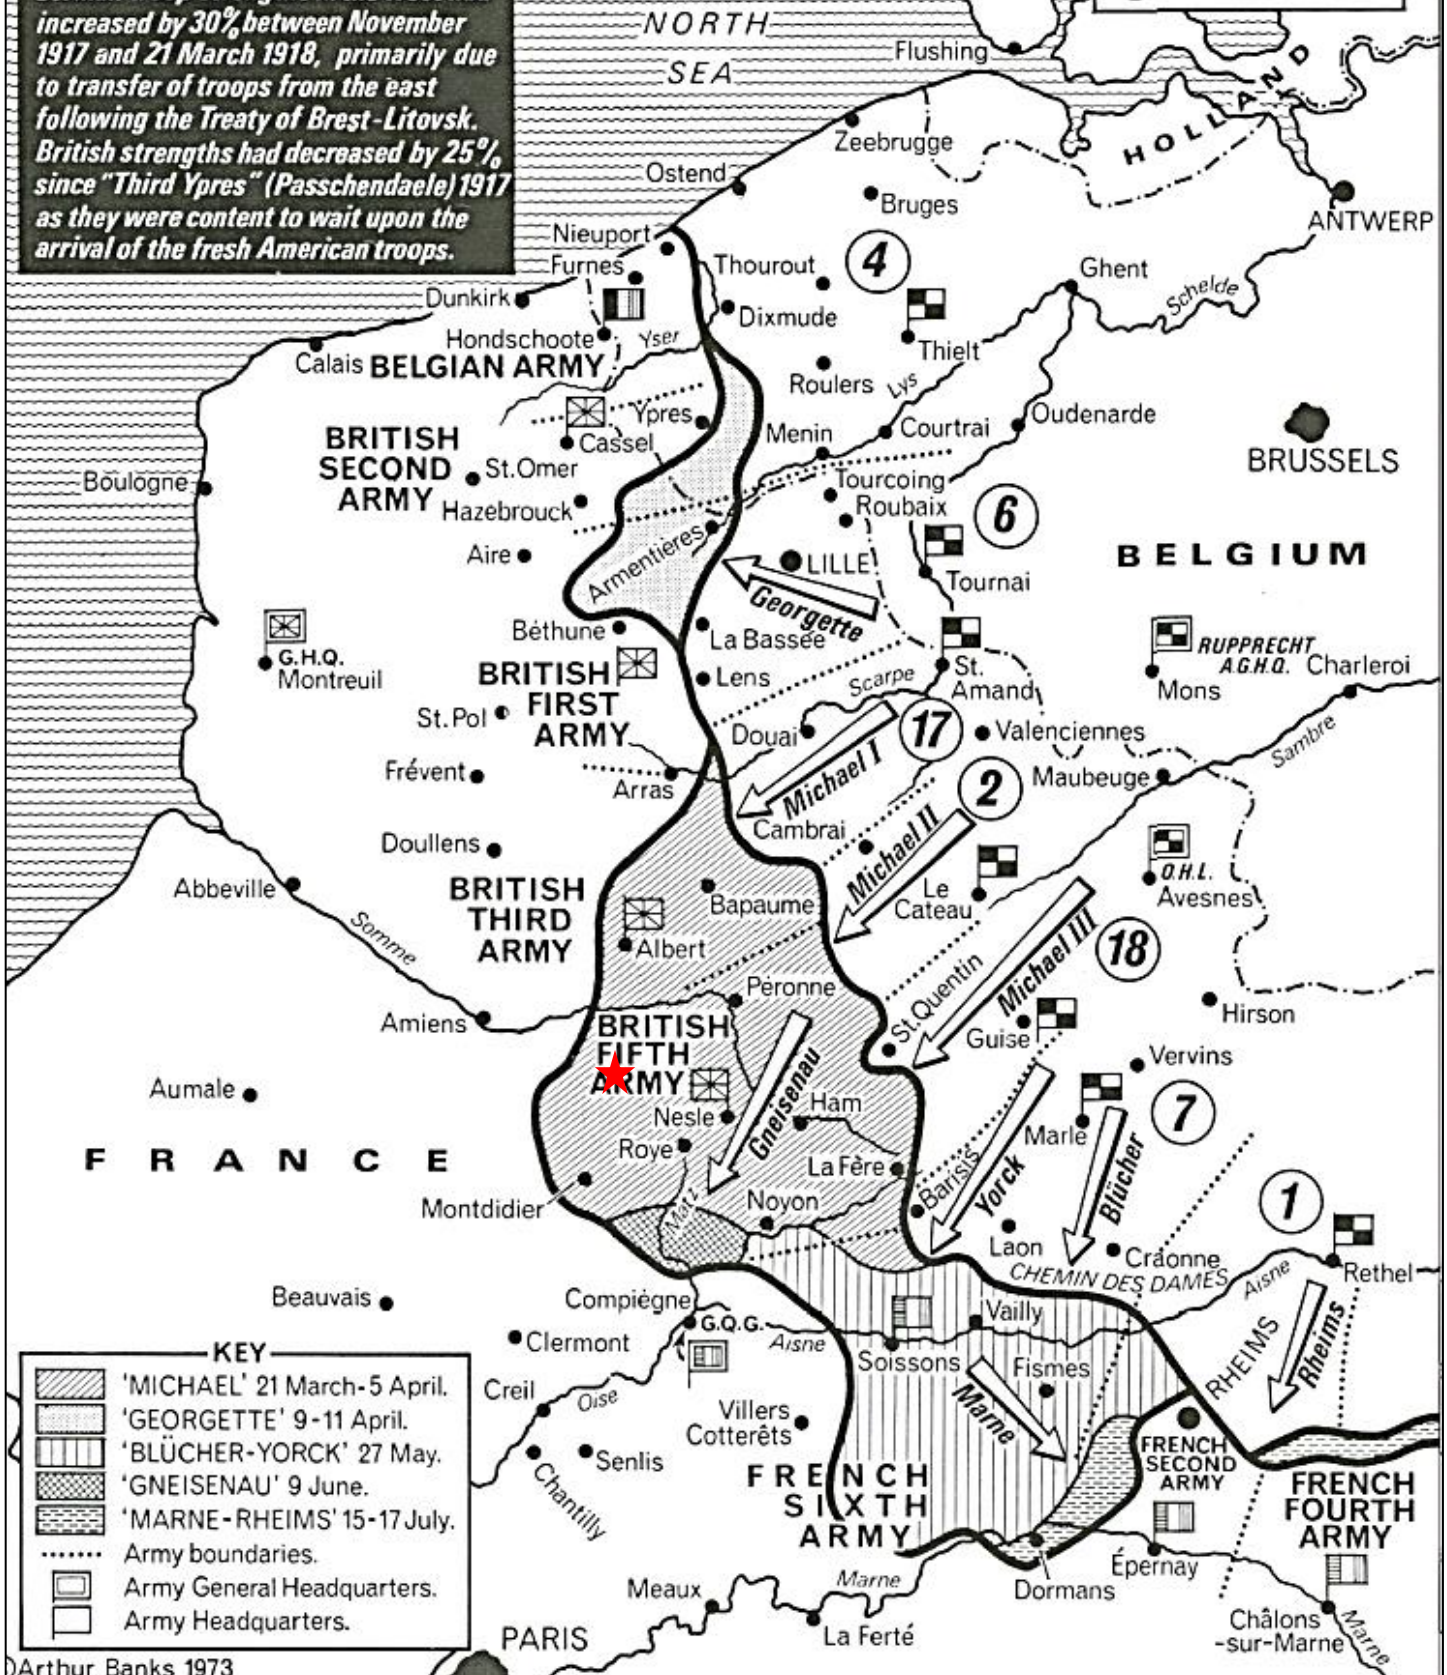 increased by 30% between November
1917 and 21 March 1918, primarily due
to transfer of troops from the east
following the Treaty of Brest-Litovsk.
British strengths had decreased by 25%
since "Third Ypres" (Passchendaele) 1917
as they were content to wait upon the
arrival of the fresh American troops.
NORTH
SEA
Flushing
HOLLAND
Zeebrugge
Ostend
Bruges
ANTWERP
Nieuport
Furnes
Thourout
4
Ghent
Schelde
Dunkirk
Dixmude
Hondschoote
Yser
Thielt
Calais
BELGIAN ARMY
Roulers
Lys
Ypres
Oudenarde
Menin
Courtrai
BRITISH
SECOND
ARMY
Cassel
BRUSSELS
St.Omer
Boulogne
Tourcoing
Roubaix
Hazebrouck
6
Aire
Armentières
LILLE
BELGIUM
Tournai
Georgette
Béthune
La Bassée
G.H.Q.
Montreuil
RUPPRECHT
A.G.H.Q.
Mons
Charleroi
BRITISH
FIRST
ARMY
Lens
Scarpe
St.
Amand
St.Pol
Douai
17
Valenciennes
Sambre
Michael I
Frévent
Arras
2
Maubeuge
Cambrai
Doullens
Michael II
O.H.L.
Avesnes
Abbeville
BRITISH
THIRD
ARMY
Bapaume
Le
Cateau
Somme
Albert
Michael III
18
Péronne
St.Quentin
Amiens
BRITISH
FIFTH
ARMY
Guise
Hirson
Vervins
Aumale
Gneisenau
Nesle
Ham
Marle
7
FRANCE
Roye
La Fère
Barisis
Yorck
Blücher
Montdidier
Matz
Noyon
1
Laon
Craonne
CHEMIN DES DAMES
Aisne
Rethel
Beauvais
Compiègne
G.Q.G.
Aisne
Vailly
RHEIMS
Rheims
Clermont
Soissons
Fismes
Creil
Oise
Marne
Villers
Cotterêts
Senlis
Chantilly
FRENCH
SIXTH
ARMY
FRENCH
SECOND
ARMY
FRENCH
FOURTH
ARMY
Épernay
Meaux
Marne
Dormans
La Ferté
Châlons
-sur-Marne
Marne
PARIS
KEY
'MICHAEL' 21 March-5 April.
'GEORGETTE' 9-11 April.
'BLÜCHER-YORCK' 27 May.
'GNEISENAU' 9 June.
'MARNE-RHEIMS' 15-17 July.
Army boundaries.
Army General Headquarters.
Army Headquarters.
Arthur Banks 1973